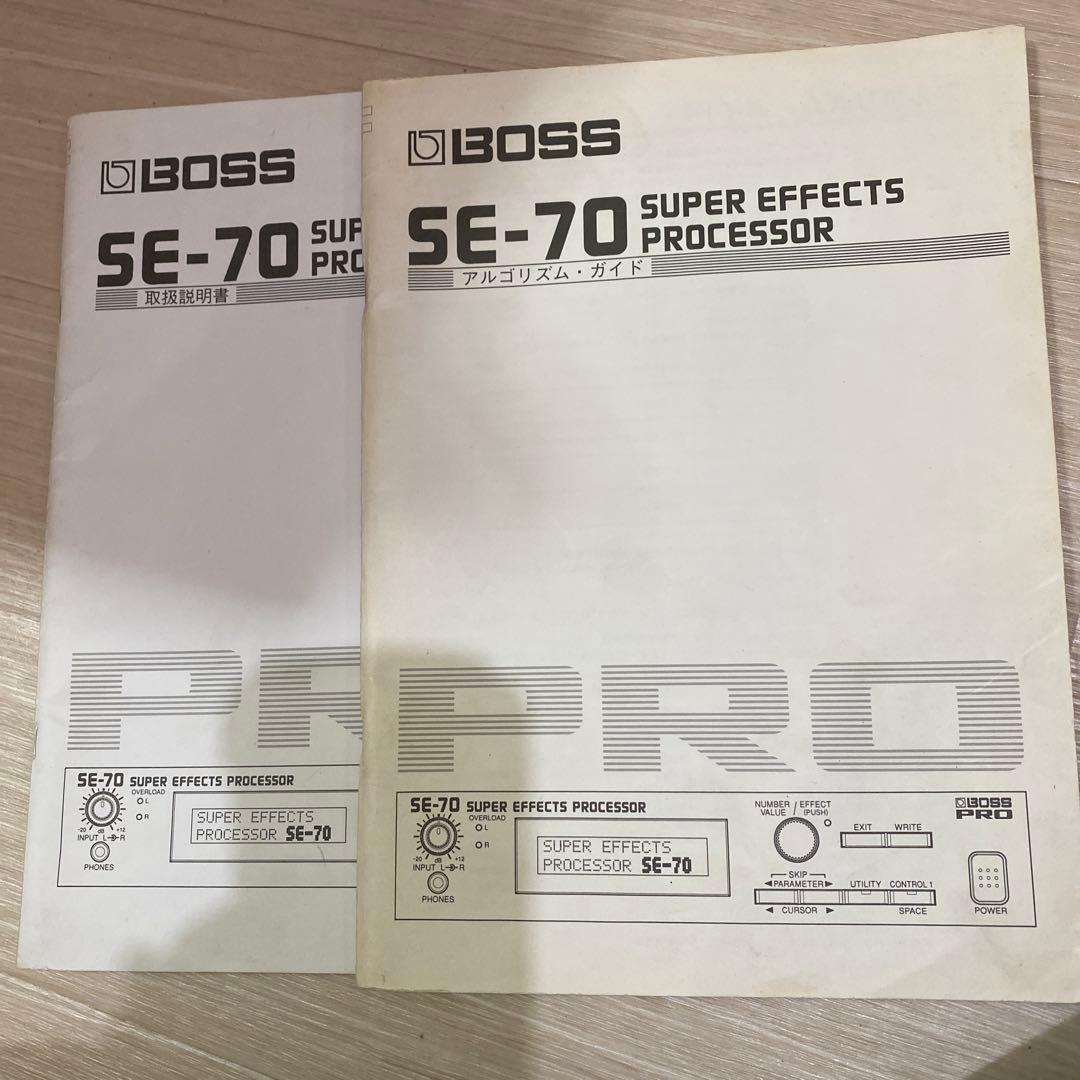 BOSS
SE-70 SUP
PRO
取扱説明書
PR
SE-70 SUPER EFFECTS PROCESSOR
OVERLOAD
L
R
-20 dB +12
INPUT L R
PHONES
SUPER EFFECTS
PROCESSOR SE-70
BOSS
SE-70 SUPER EFFECTS
PROCESSOR
アルゴリズム・ガイド
PRO
SE-70 SUPER EFFECTS PROCESSOR
OVERLOAD
L
R
-20 dB +12
INPUT L R
PHONES
SUPER EFFECTS
PROCESSOR SE-70
NUMBER / EFFECT
VALUE (PUSH)
EXIT WRITE
SKIP
◄PARAMETER►
◄ CURSOR ►
UTILITY CONTROL 1
SPACE
BOSS
PRO
POWER